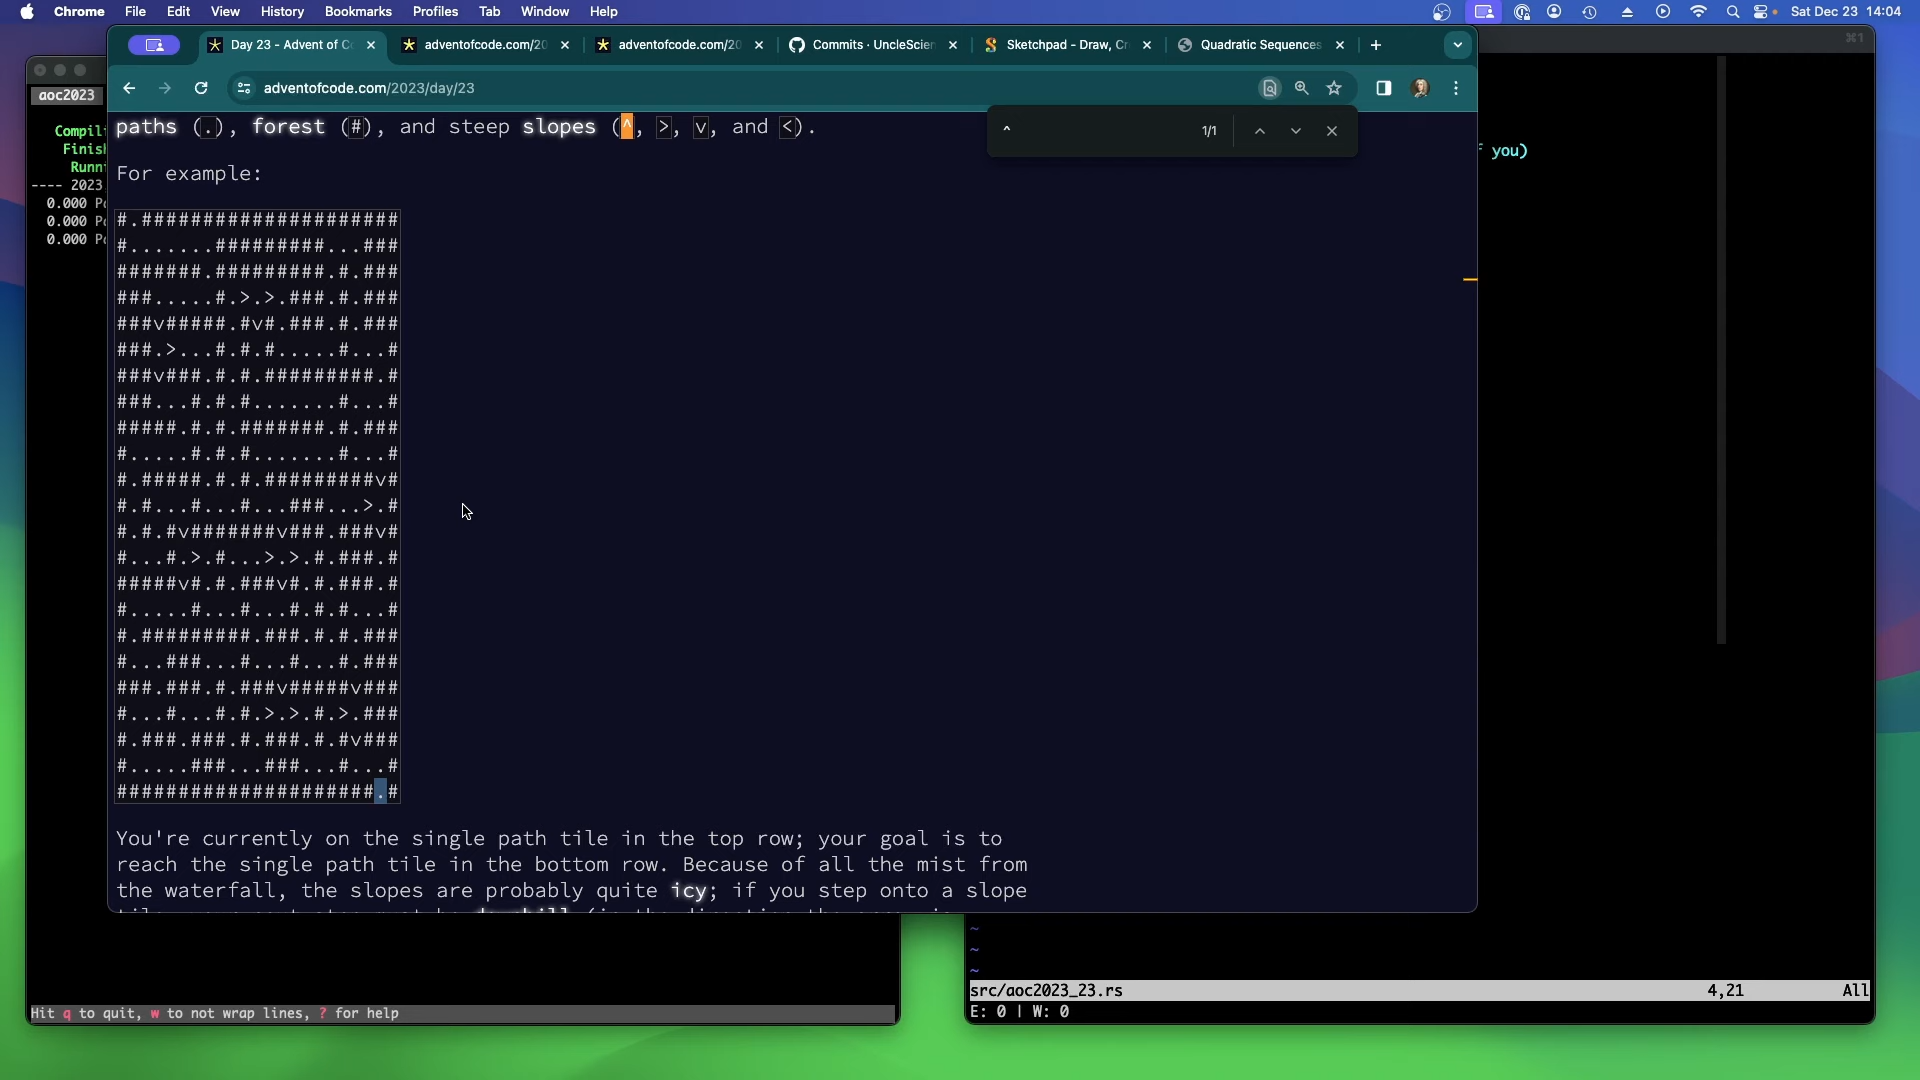 Chrome File Edit View History Bookmarks Profiles Tab Window Help Sat Dec 23 14:04
Day 23 - Advent of C adventofcode.com/20 adventofcode.com/20 Commits · UncleScien Sketchpad - Draw, Cr Quadratic Sequences
⌘1
adventofcode.com/2023/day/23
aoc2023
Compil
Finish
Runn
---- 2023
0.000 P
0.000 P
0.000 P
paths (.), forest (#), and steep slopes (^, >, v, and <).
^ 1/1
f you)
For example:
#.#####################
#.......#########...###
#######.#########.#.###
###.....#.>.>.###.#.###
###v#####.#v#.###.#.###
###.>...#.#.#.....#...#
###v###.#.#.#########.#
###...#.#.#.......#...#
#####.#.#.#######.#.###
#.....#.#.#.......#...#
#.#####.#.#.#########v#
#.#...#...#...###...>.#
#.#.#v#######v###.###v#
#...#.>.#...>.>.#.###.#
#####v#.#.###v#.#.###.#
#.....#...#...#.#.#...#
#.#########.###.#.#.###
#...###...#...#...#.###
###.###.#.###v#####v###
#...#...#.#.>.>.#.>.###
#.###.###.#.###.#.#v###
#.....###...###...#...#
#####################.#
You're currently on the single path tile in the top row; your goal is to
reach the single path tile in the bottom row. Because of all the mist from
the waterfall, the slopes are probably quite icy; if you step onto a slope
~
~
~
src/aoc2023_23.rs 4,21 All
E: 0 | W: 0
Hit q to quit, w to not wrap lines, ? for help